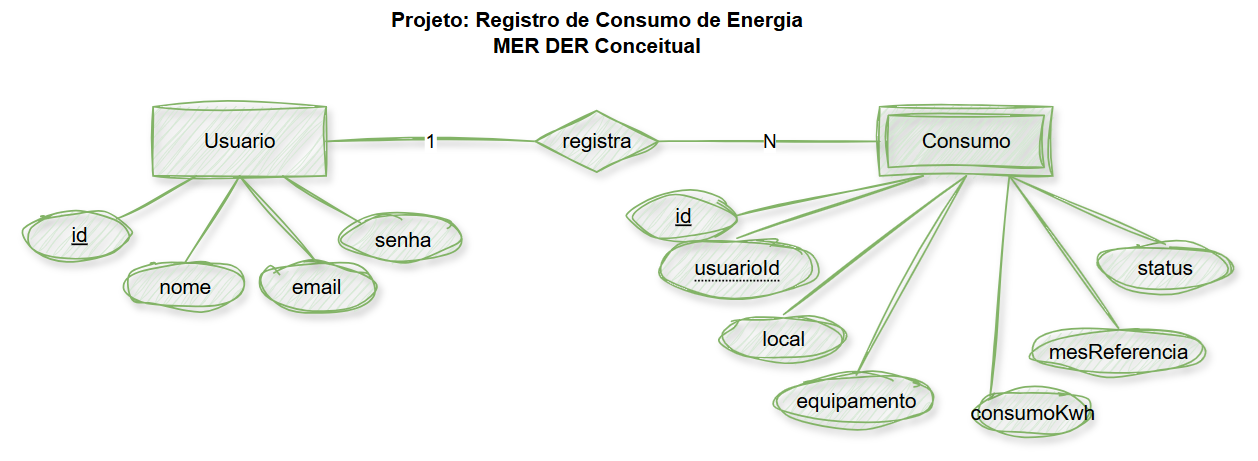 Projeto: Registro de Consumo de Energia
MER DER Conceitual
Usuario
1
registra
N
Consumo
id
nome
email
senha
id
usuarioId
local
equipamento
consumoKwh
mesReferencia
status